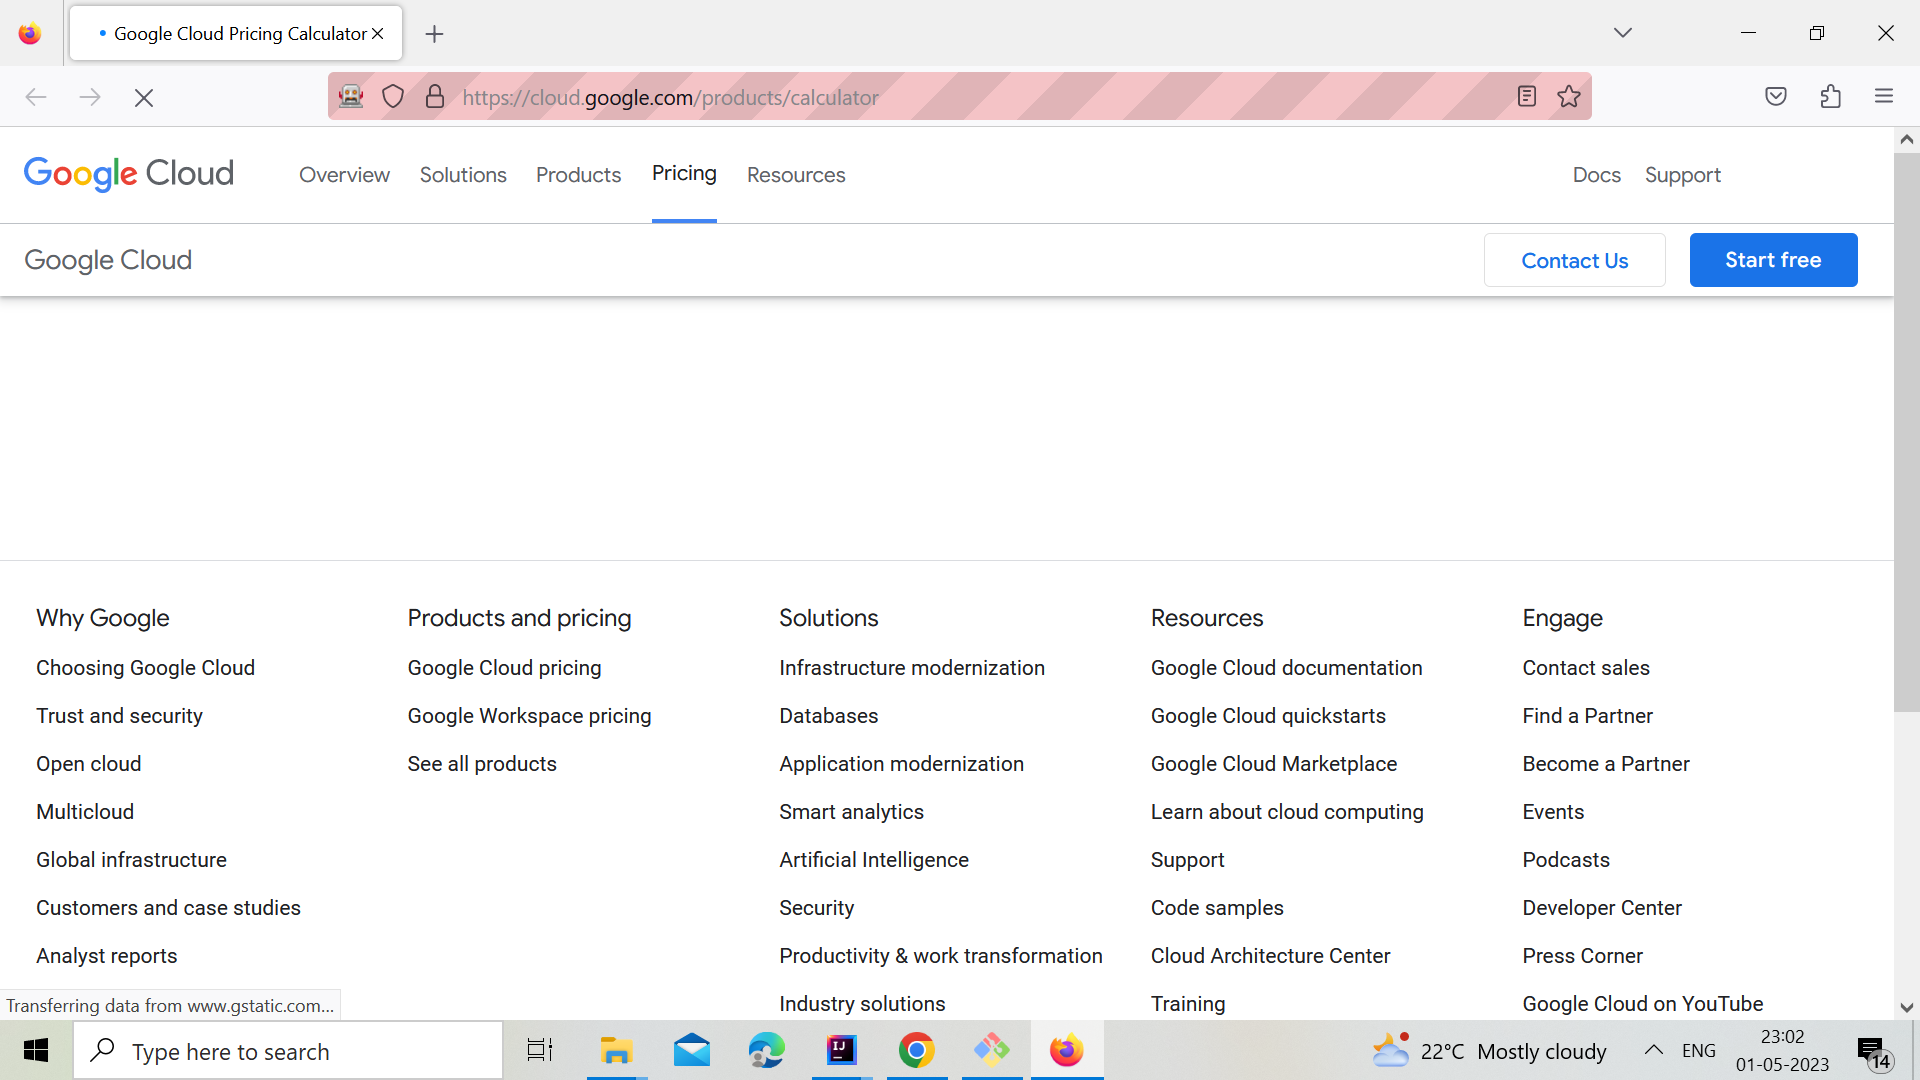 Google Cloud Pricing Calculator
https://cloud.google.com/products/calculator
Google Cloud Overview Solutions Products Pricing Resources Docs Support
Google Cloud Contact Us Start free
Why Google Products and pricing Solutions Resources Engage
Choosing Google Cloud Google Cloud pricing Infrastructure modernization Google Cloud documentation Contact sales
Trust and security Google Workspace pricing Databases Google Cloud quickstarts Find a Partner
Open cloud See all products Application modernization Google Cloud Marketplace Become a Partner
Multicloud Smart analytics Learn about cloud computing Events
Global infrastructure Artificial Intelligence Support Podcasts
Customers and case studies Security Code samples Developer Center
Analyst reports Productivity & work transformation Cloud Architecture Center Press Corner
Industry solutions Training Google Cloud on YouTube
Transferring data from www.gstatic.com...
Type here to search IJ 22°C Mostly cloudy ENG 23:02
01-05-2023 14